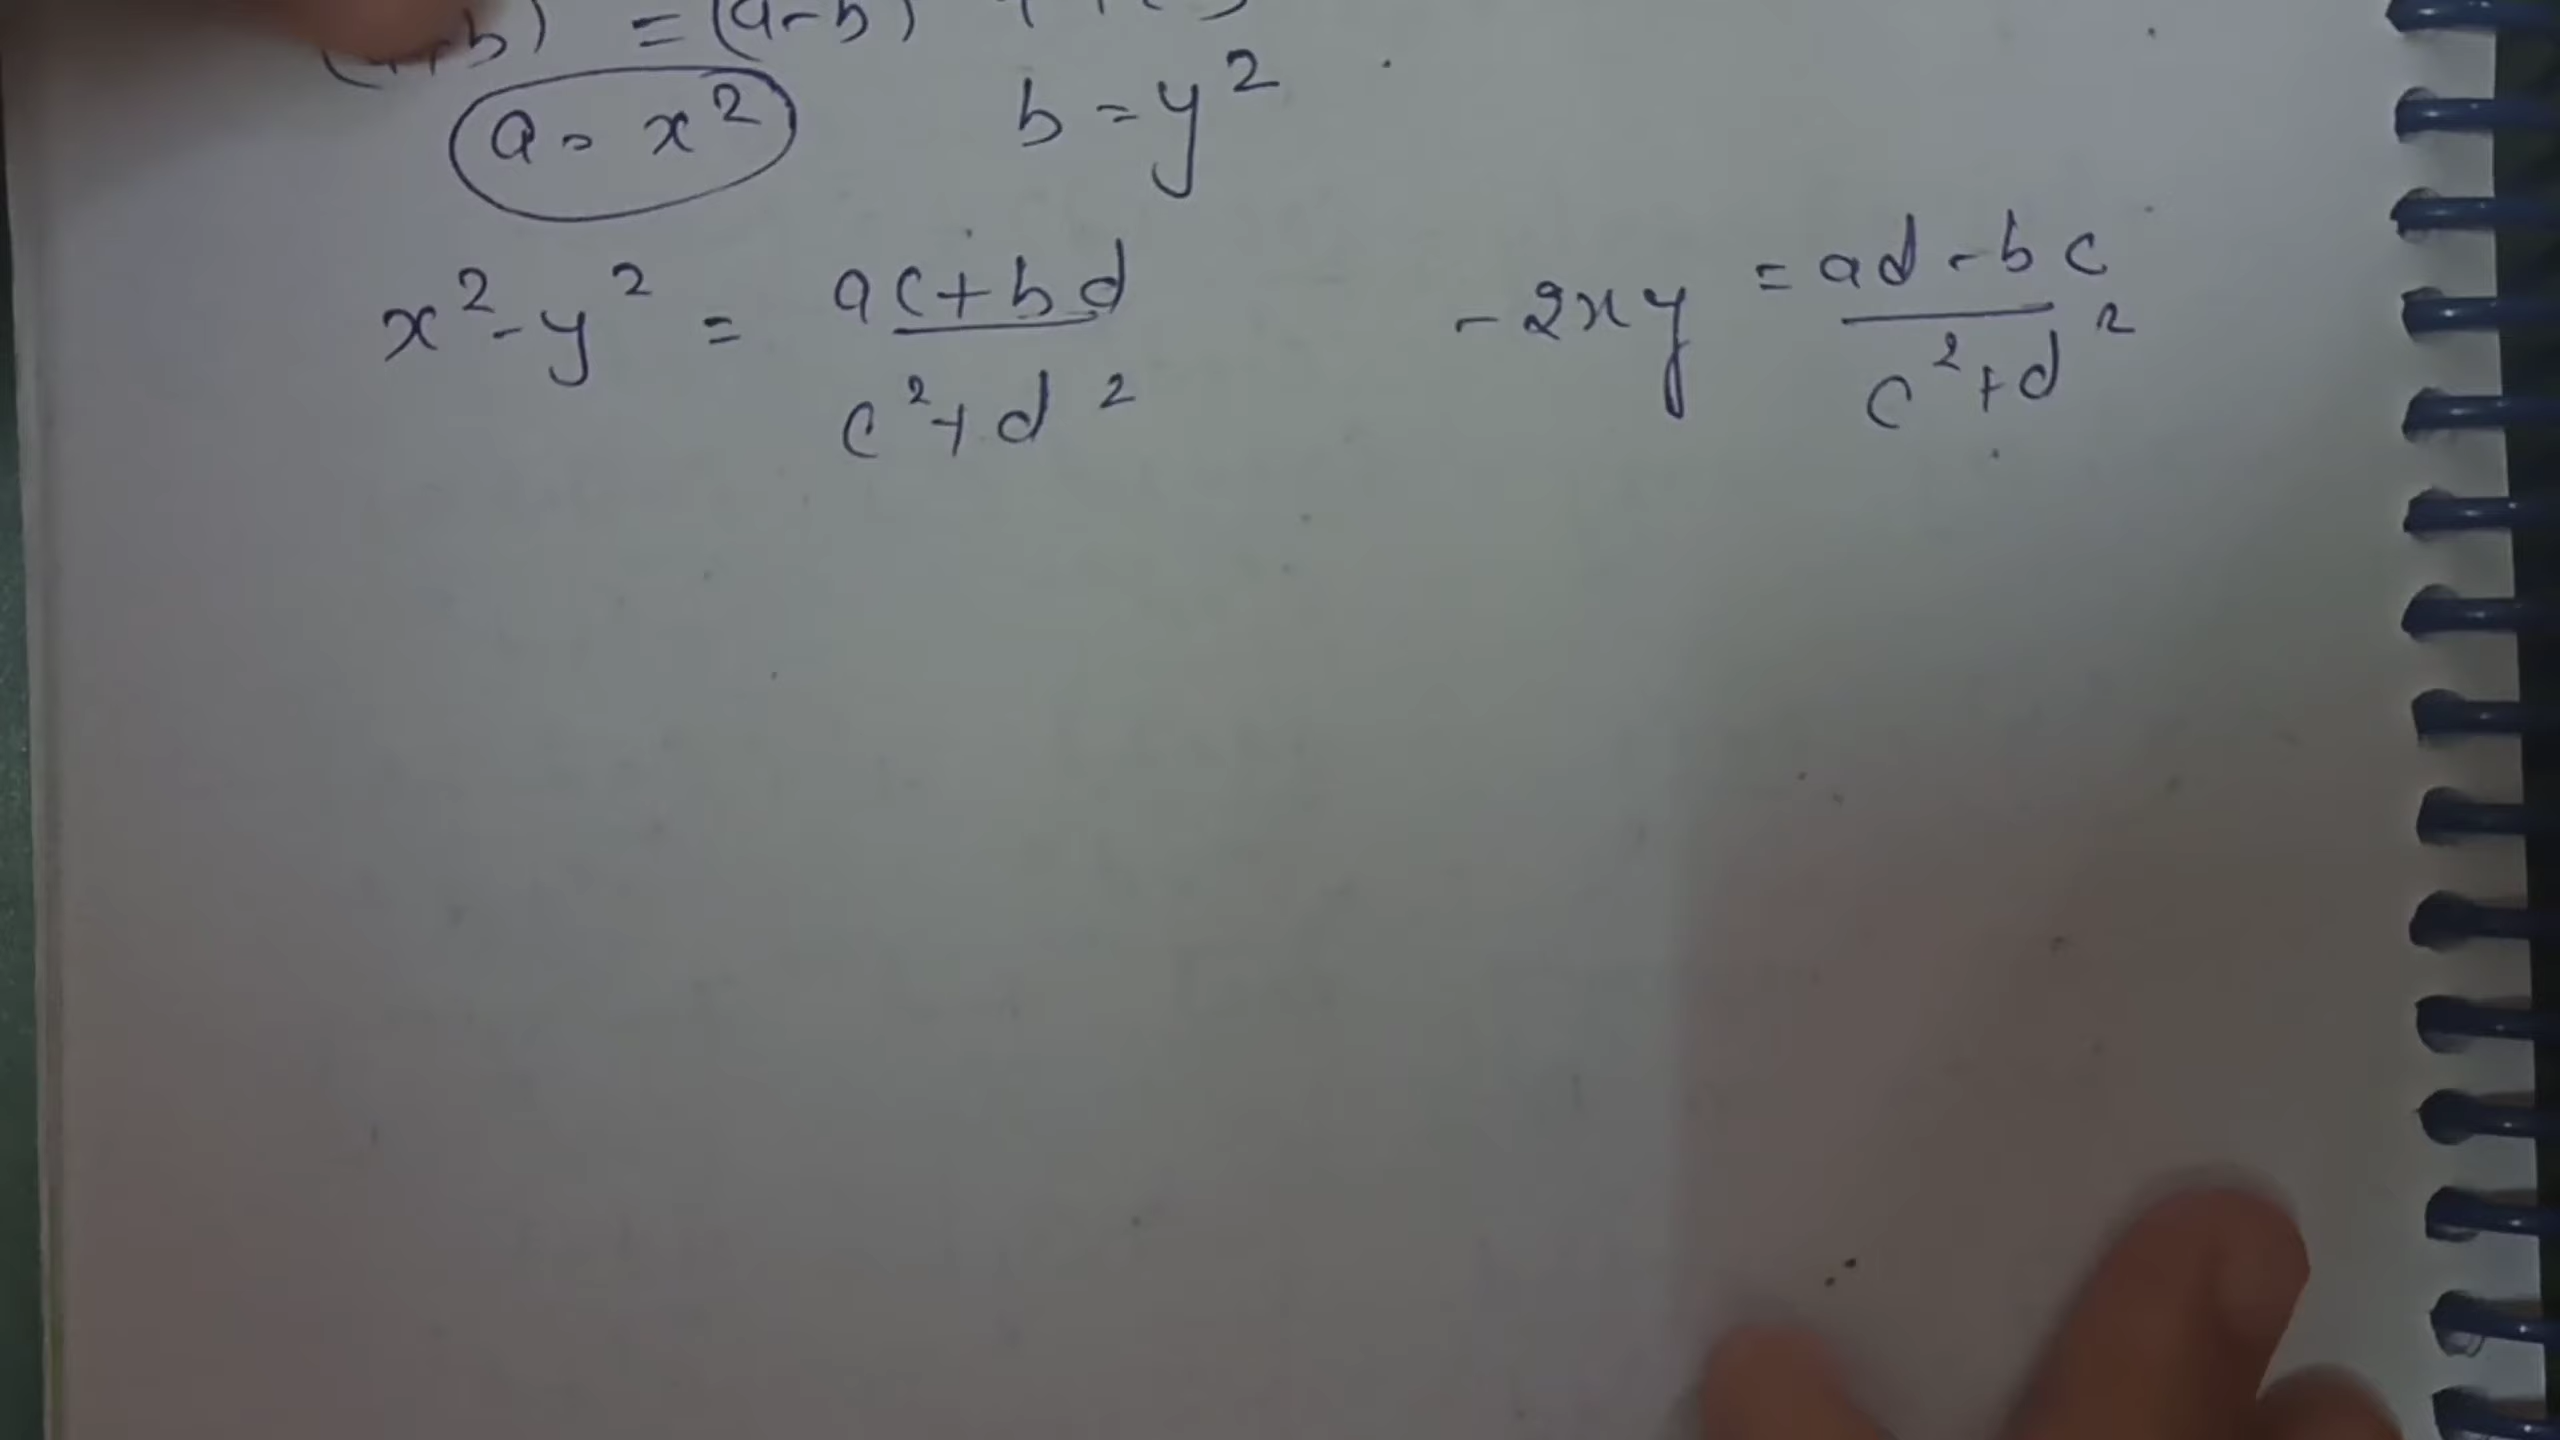 b) = (a-b)
a = x² b = y²
x² - y² = (ac+bd)/(c²+d²) -2xy = (ad-bc)/(c²+d²)